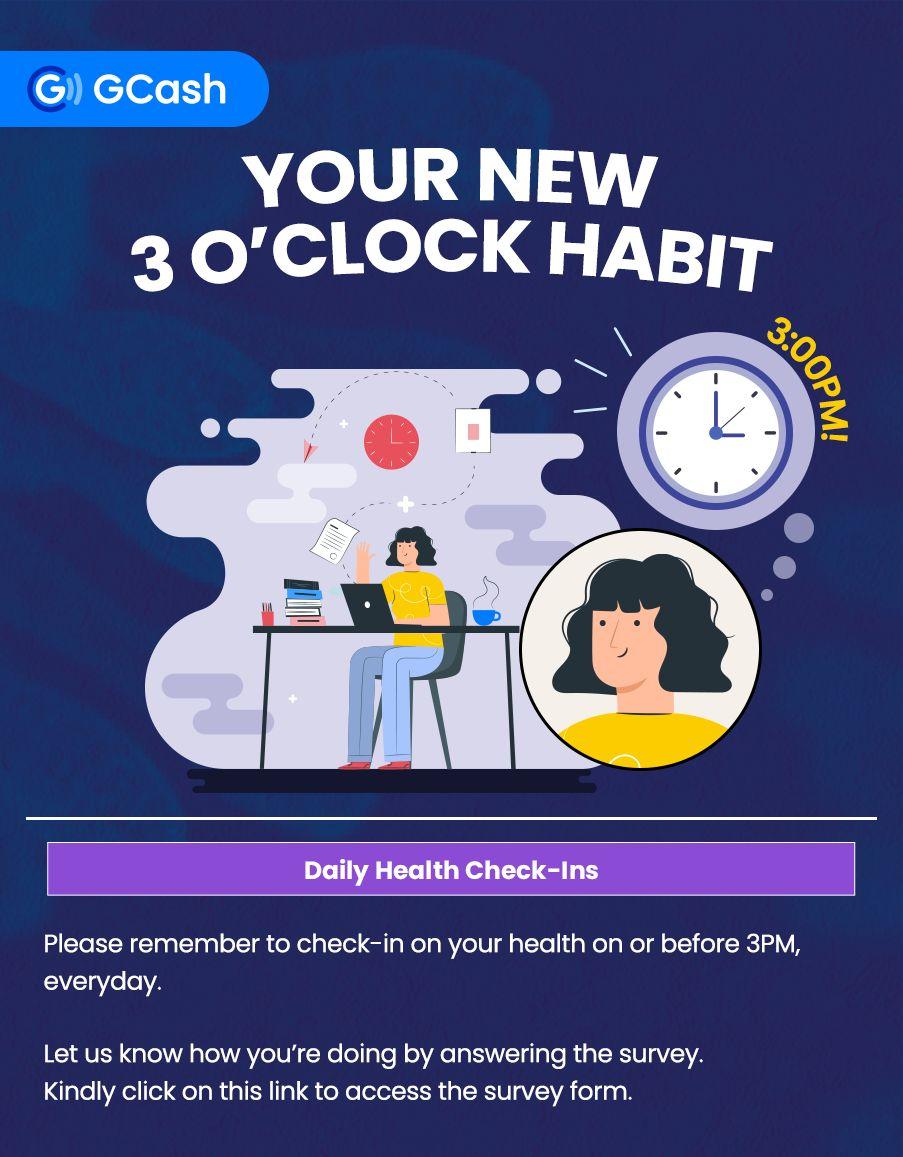 GCash
YOUR NEW
3 O'CLOCK HABIT
3:00PM!
Daily Health Check-Ins
Please remember to check-in on your health on or before 3PM,
everyday.
Let us know how you're doing by answering the survey.
Kindly click on this link to access the survey form.